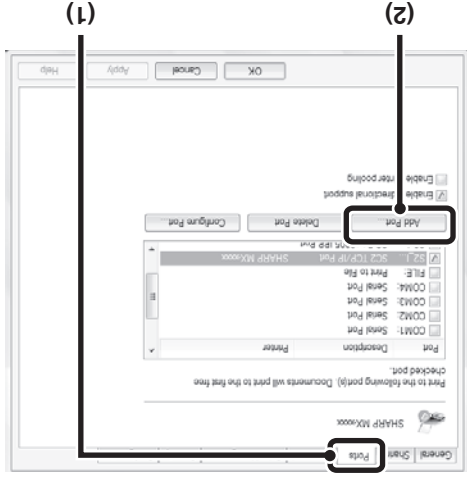 General
Sharing
Ports
SHARP MX-xxxx
Print to the following port(s). Documents will print to the first free
checked port.
Port Description Printer
COM1: Serial Port
COM2: Serial Port
COM3: Serial Port
COM4: Serial Port
FILE: Print to File
SC2 TCP/IP Port SHARP MX-xxxx
Add Port...
Delete Port
Configure Port...
Enable directional support
Enable pooling
OK
Cancel
Apply
Help
(2)
(1)